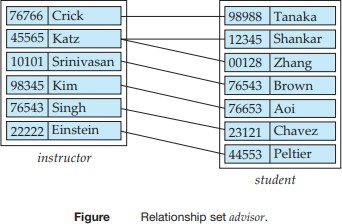 76766 Crick
45565 Katz
10101 Srinivasan
98345 Kim
76543 Singh
22222 Einstein
instructor
98988 Tanaka
12345 Shankar
00128 Zhang
76543 Brown
76653 Aoi
23121 Chavez
44553 Peltier
student
Figure Relationship set advisor.